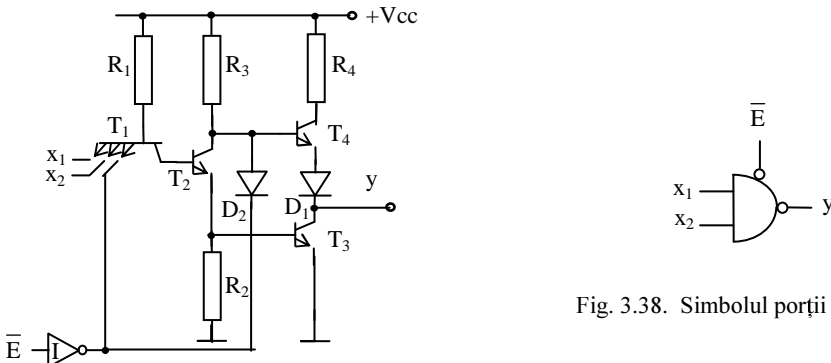 +Vcc
R1
R3
R4
T1
T4
x1
x2
T2
D2
D1
y
T3
R2
E̅
I
E̅
x1
x2
y
Fig. 3.38. Simbolul porții